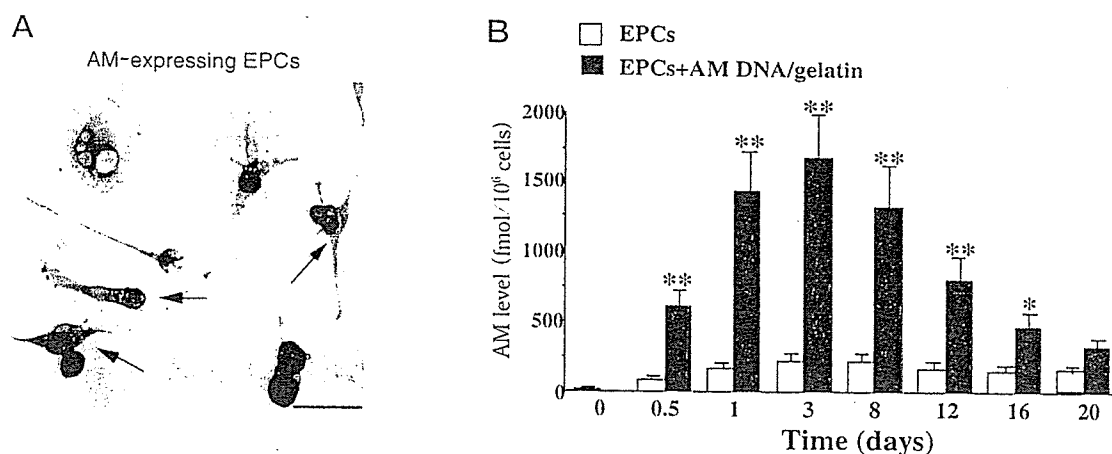 A
AM-expressing EPCs
B
EPCs
EPCs+AM DNA/gelatin
AM level (fmol/10⁶ cells)
2000
1500
1000
500
0
** ** ** ** ** *
0 0.5 1 3 8 12 16 20
Time (days)